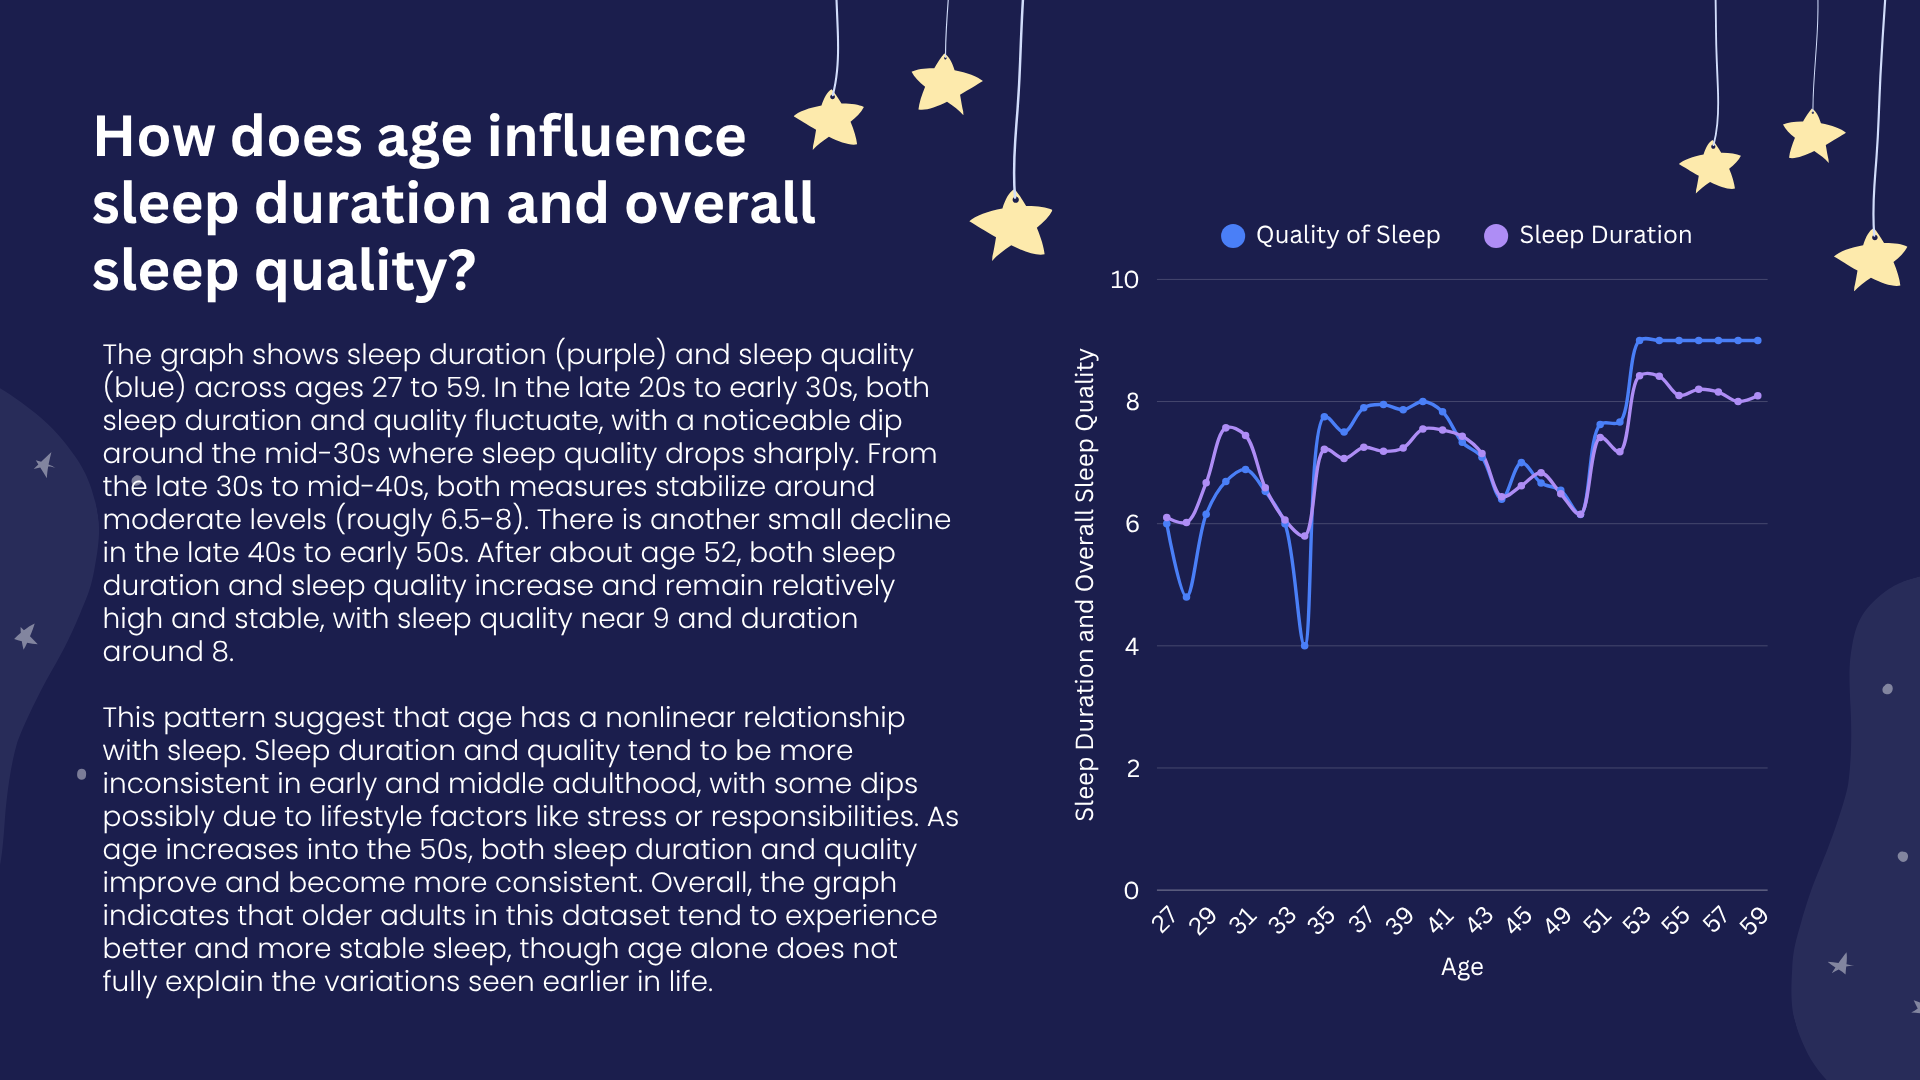 How does age influence
sleep duration and overall
sleep quality?
The graph shows sleep duration (purple) and sleep quality
(blue) across ages 27 to 59. In the late 20s to early 30s, both
sleep duration and quality fluctuate, with a noticeable dip
around the mid-30s where sleep quality drops sharply. From
the late 30s to mid-40s, both measures stabilize around
moderate levels (rougly 6.5-8). There is another small decline
in the late 40s to early 50s. After about age 52, both sleep
duration and sleep quality increase and remain relatively
high and stable, with sleep quality near 9 and duration
around 8.
This pattern suggest that age has a nonlinear relationship
with sleep. Sleep duration and quality tend to be more
inconsistent in early and middle adulthood, with some dips
possibly due to lifestyle factors like stress or responsibilities. As
age increases into the 50s, both sleep duration and quality
improve and become more consistent. Overall, the graph
indicates that older adults in this dataset tend to experience
better and more stable sleep, though age alone does not
fully explain the variations seen earlier in life.
Quality of Sleep Sleep Duration
Sleep Duration and Overall Sleep Quality
10
8
6
4
2
0
27 29 31 33 35 37 39 41 43 45 49 51 53 55 57 59
Age